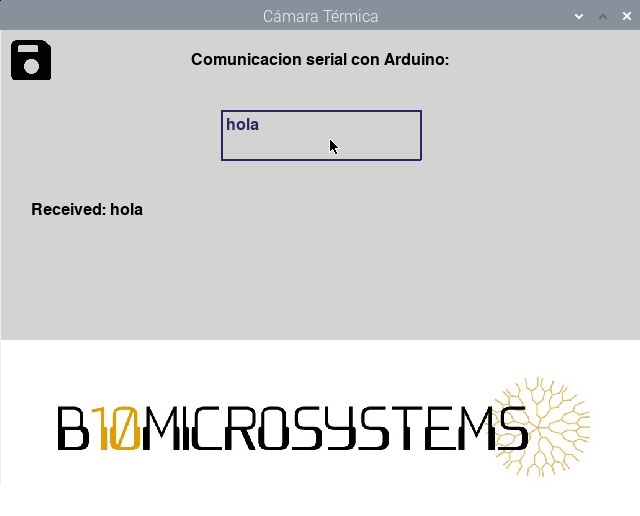 Cámara Térmica
Comunicacion serial con Arduino:
hola
Received: hola
B10MICROSYSTEMS